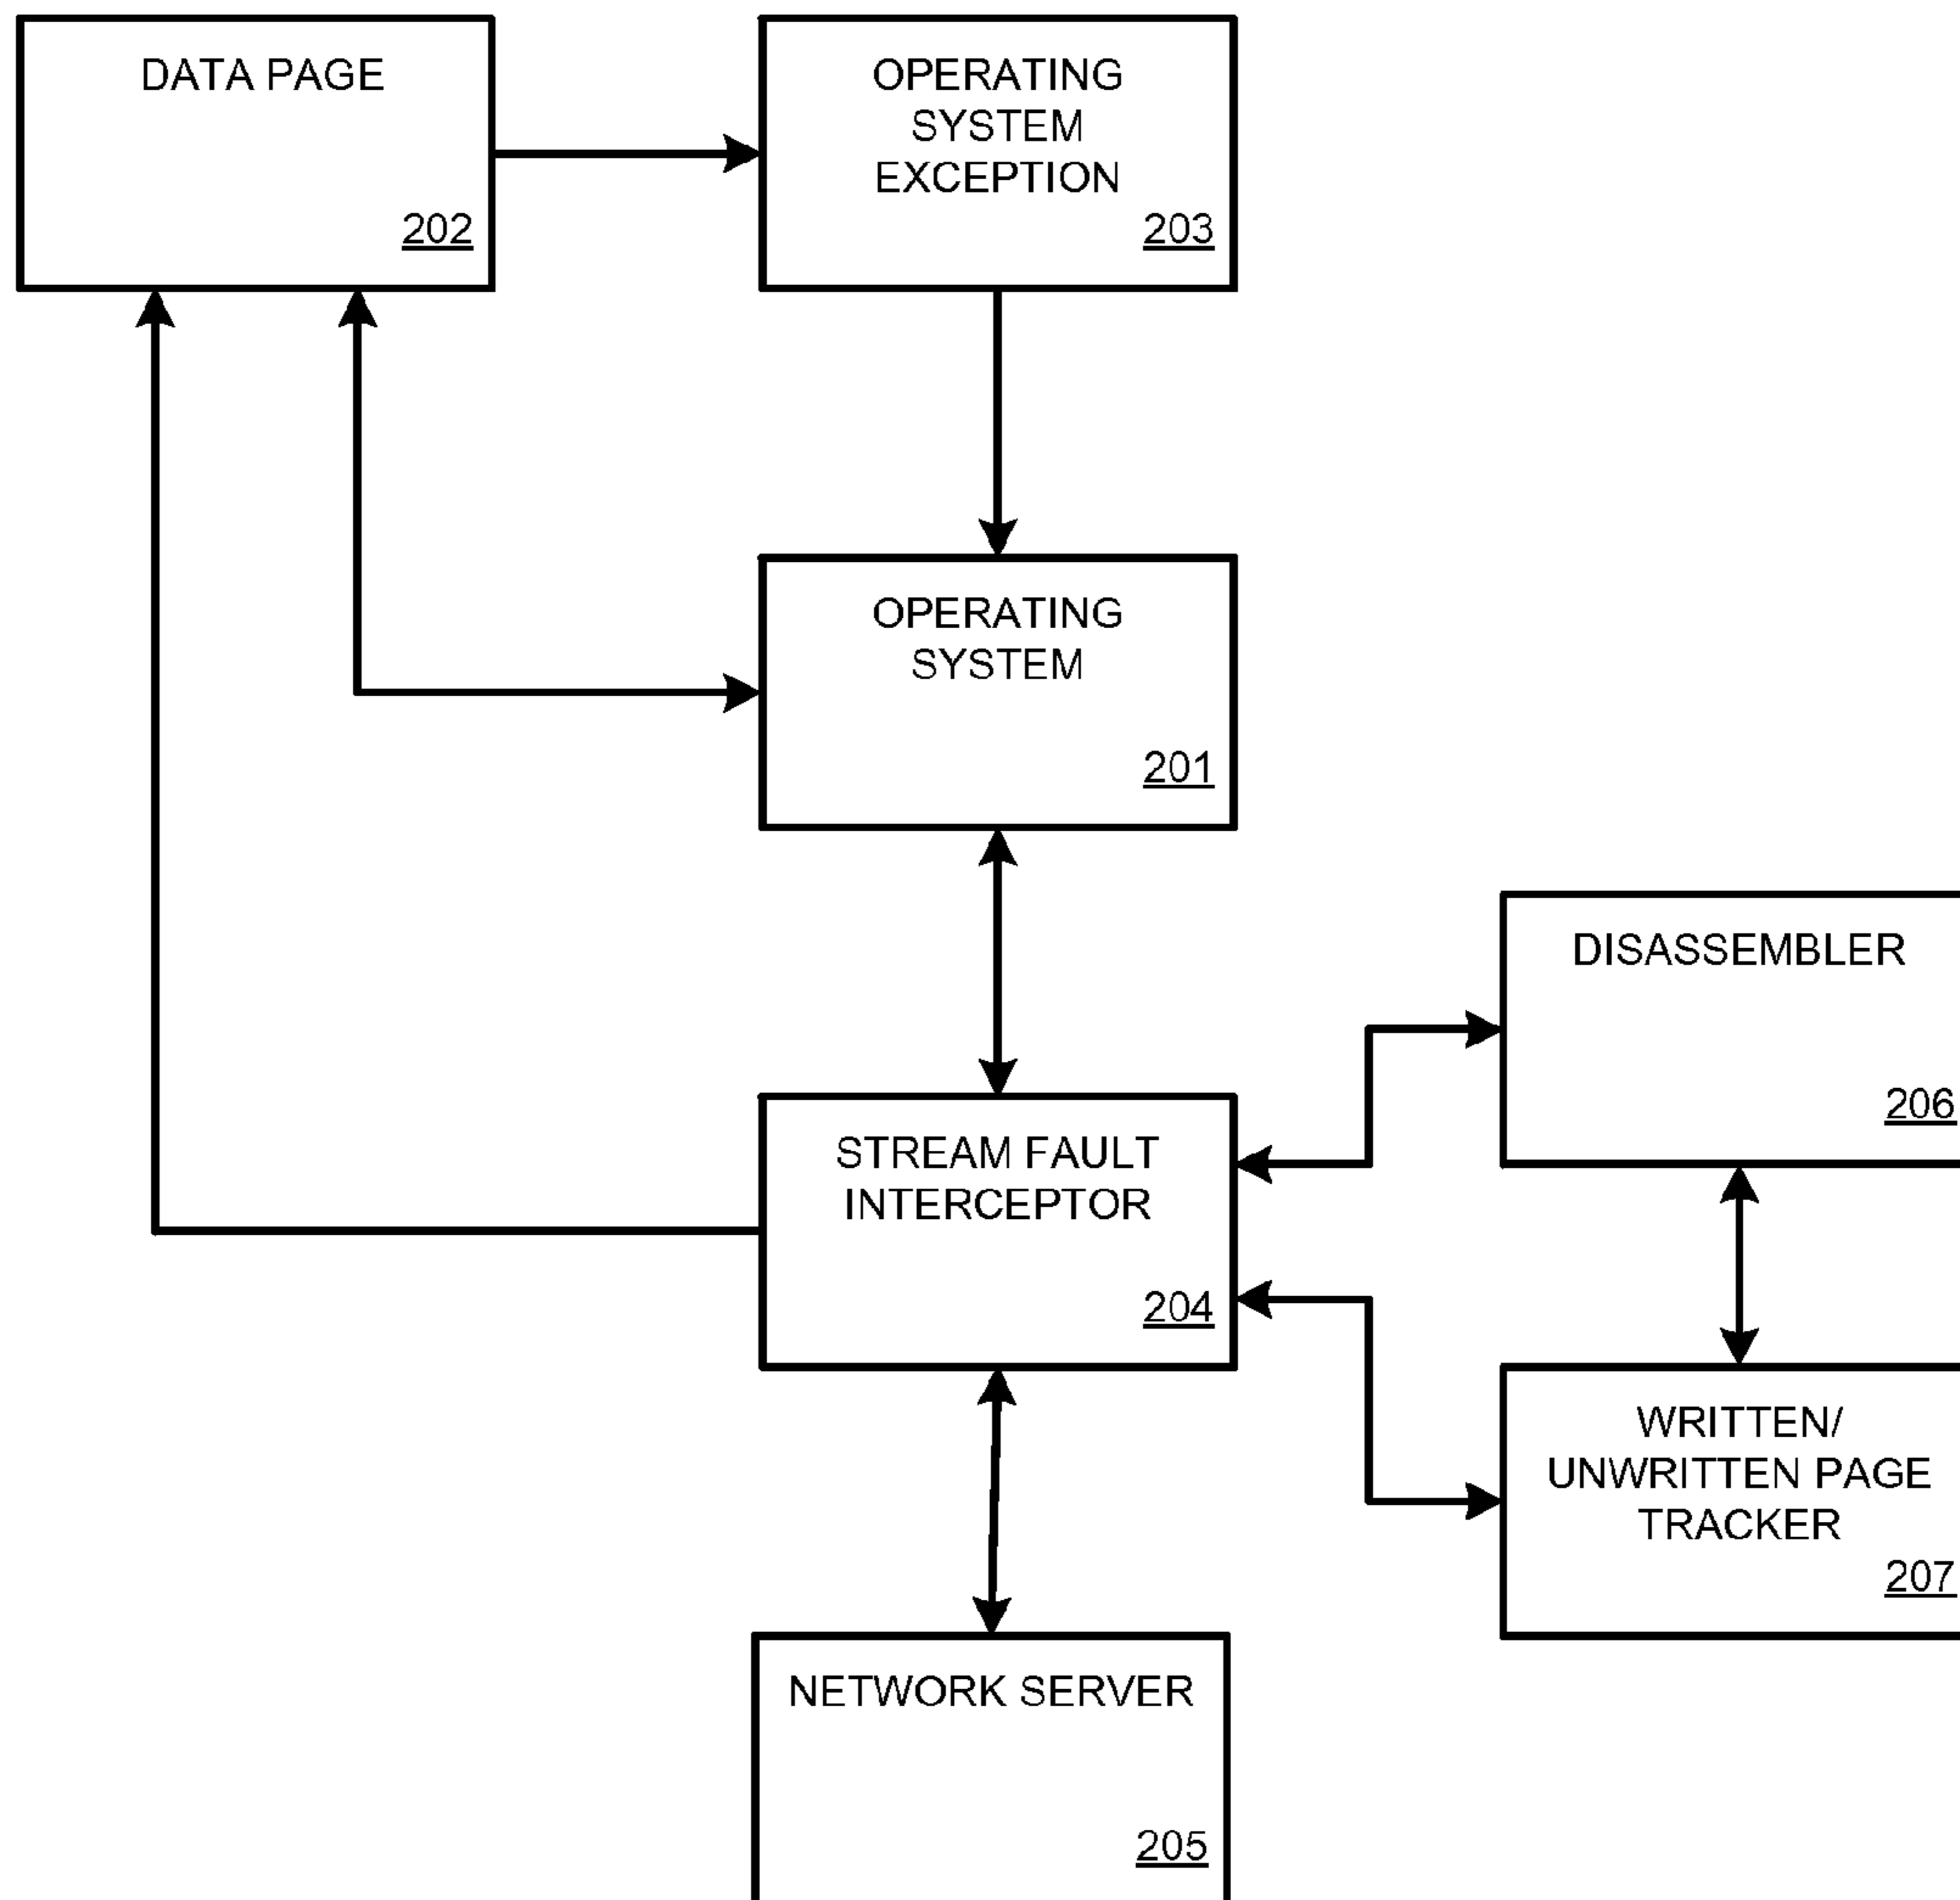 DATA PAGE
202
OPERATING
SYSTEM
EXCEPTION
203
OPERATING
SYSTEM
201
DISASSEMBLER
206
STREAM FAULT
INTERCEPTOR
204
WRITTEN/
UNWRITTEN PAGE
TRACKER
207
NETWORK SERVER
205